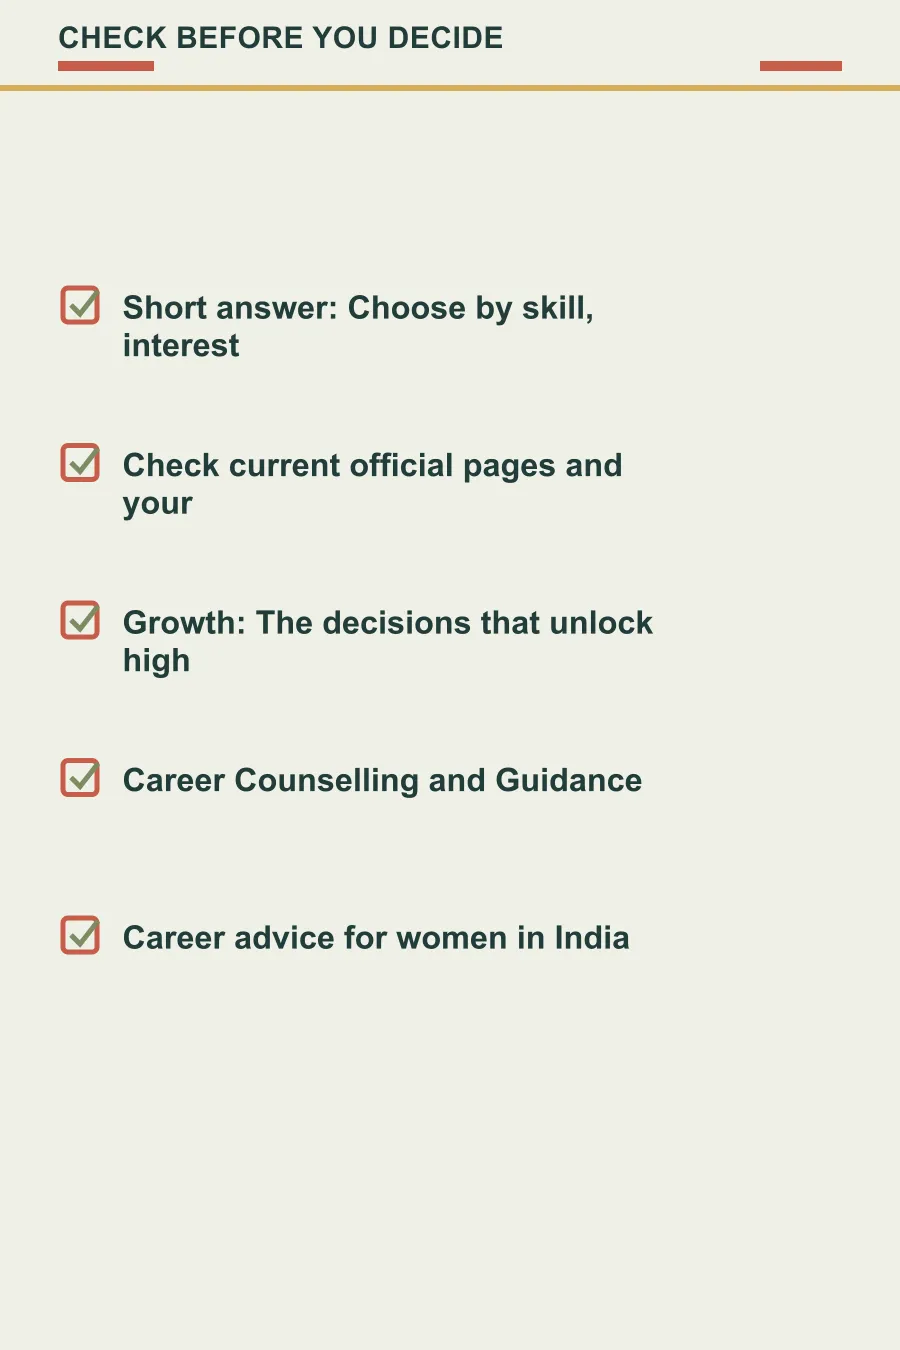 CHECK BEFORE YOU DECIDE
Short answer: Choose by skill,
interest
Check current official pages and
your
Growth: The decisions that unlock
high
Career Counselling and Guidance
Career advice for women in India